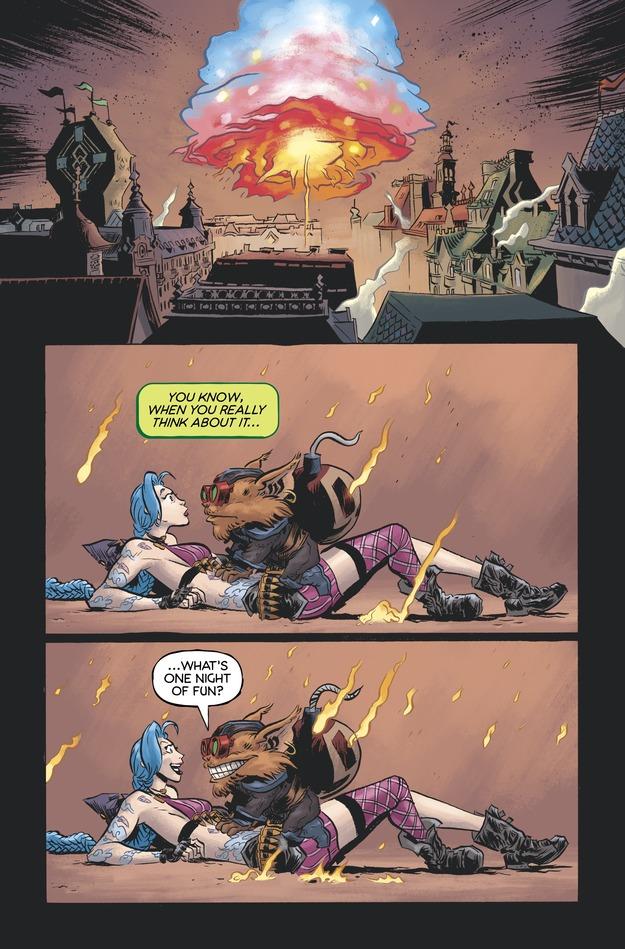 YOU KNOW,
WHEN YOU REALLY
THINK ABOUT IT...
...WHAT'S
ONE NIGHT
OF FUN?